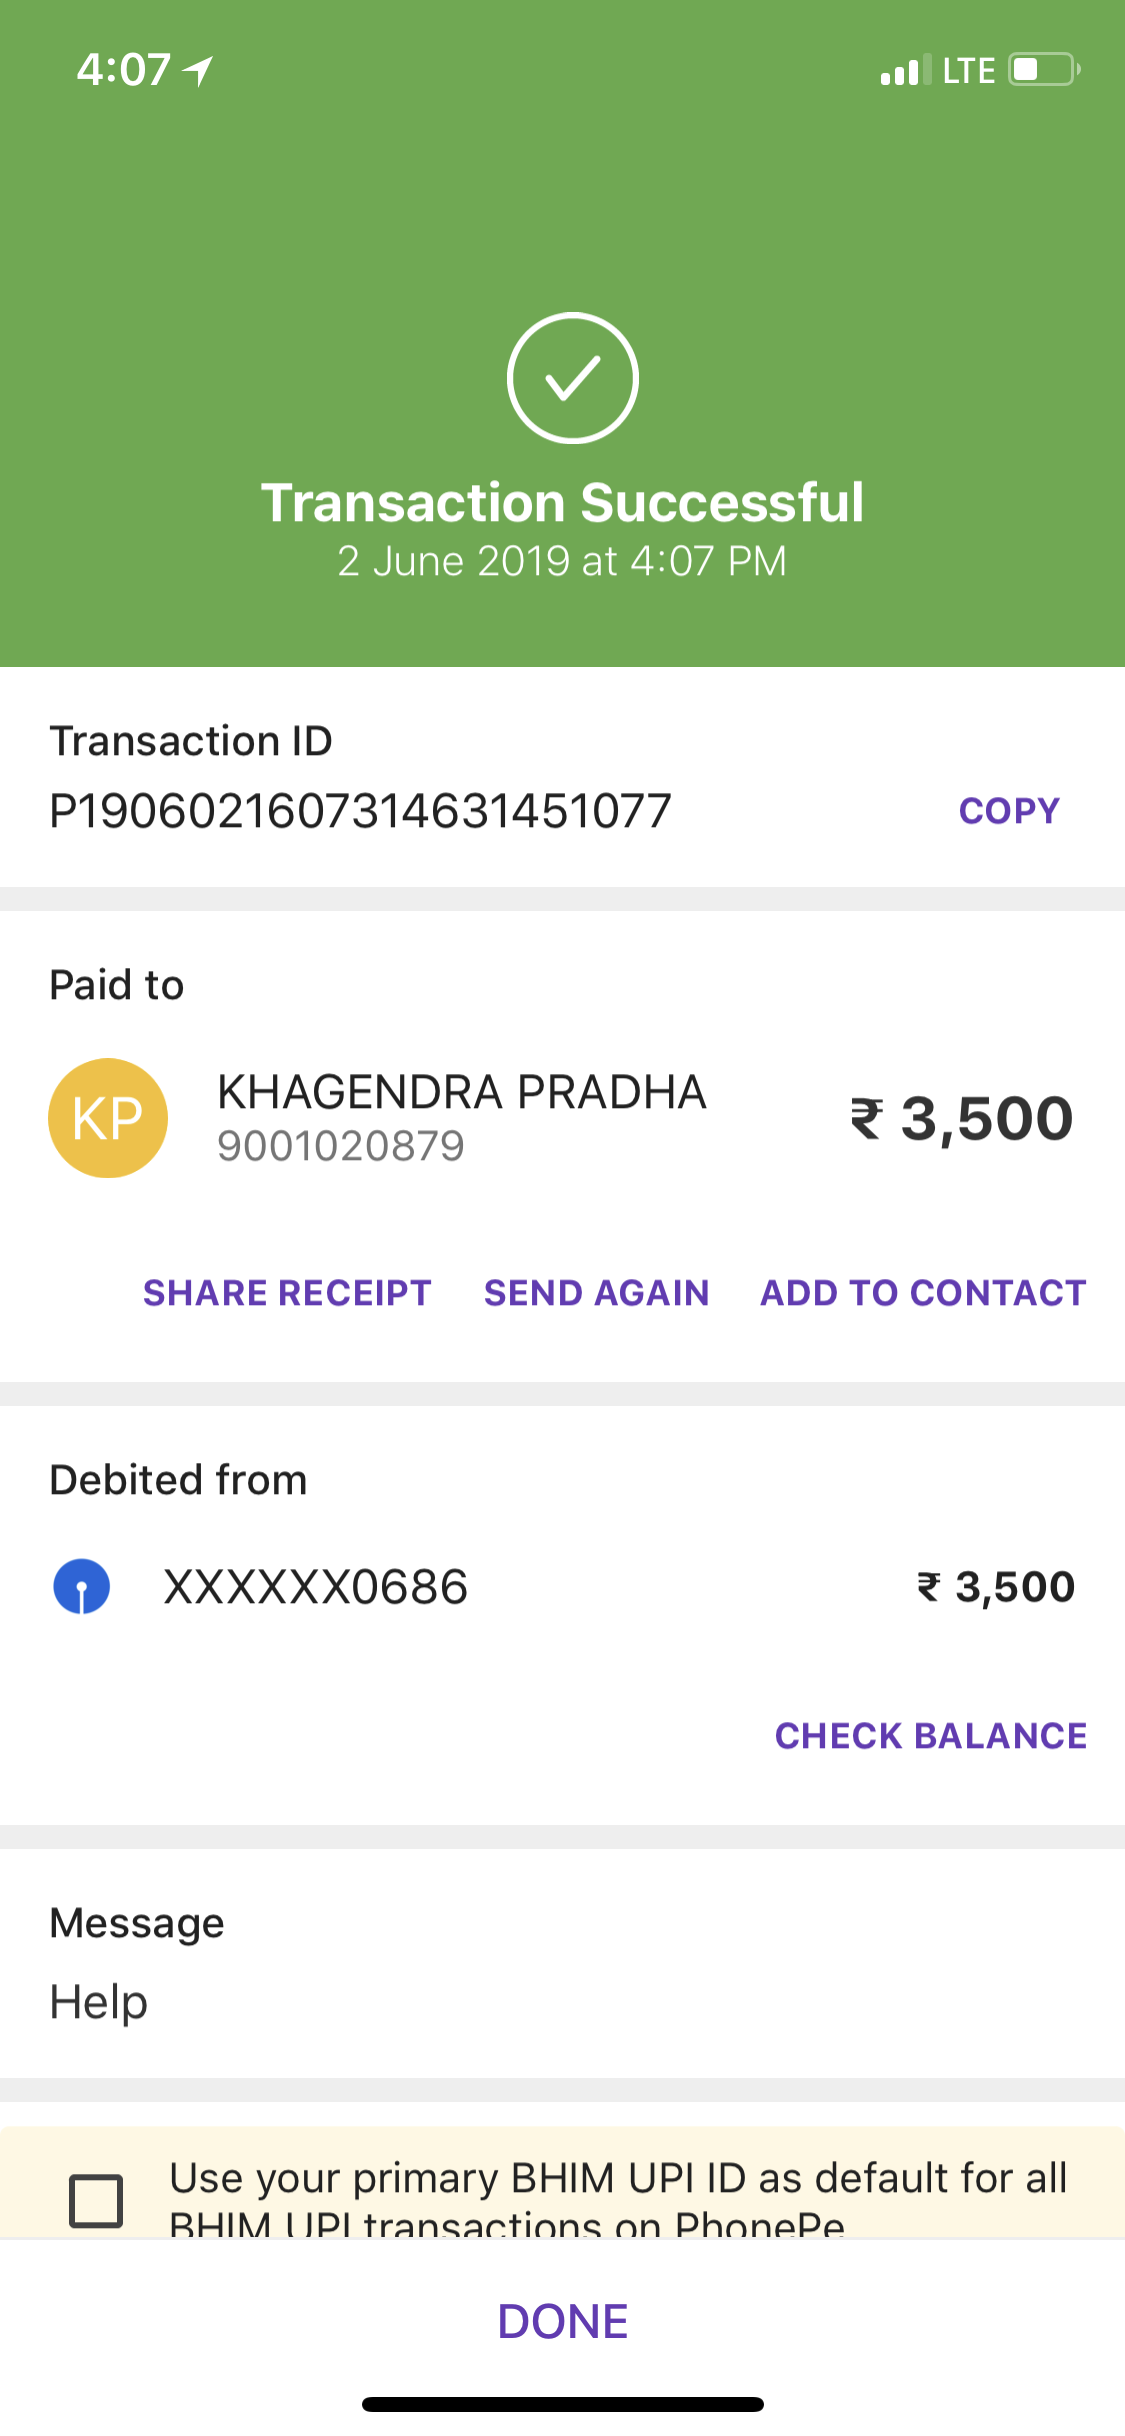 4:07
LTE
Transaction Successful
2 June 2019 at 4:07 PM
Transaction ID
P1906021607314631451077
COPY
Paid to
KP
KHAGENDRA PRADHA
9001020879
₹ 3,500
SHARE RECEIPT
SEND AGAIN
ADD TO CONTACT
Debited from
XXXXXX0686
₹ 3,500
CHECK BALANCE
Message
Help
Use your primary BHIM UPI ID as default for all
BHIM UPI transactions on PhonePe
DONE